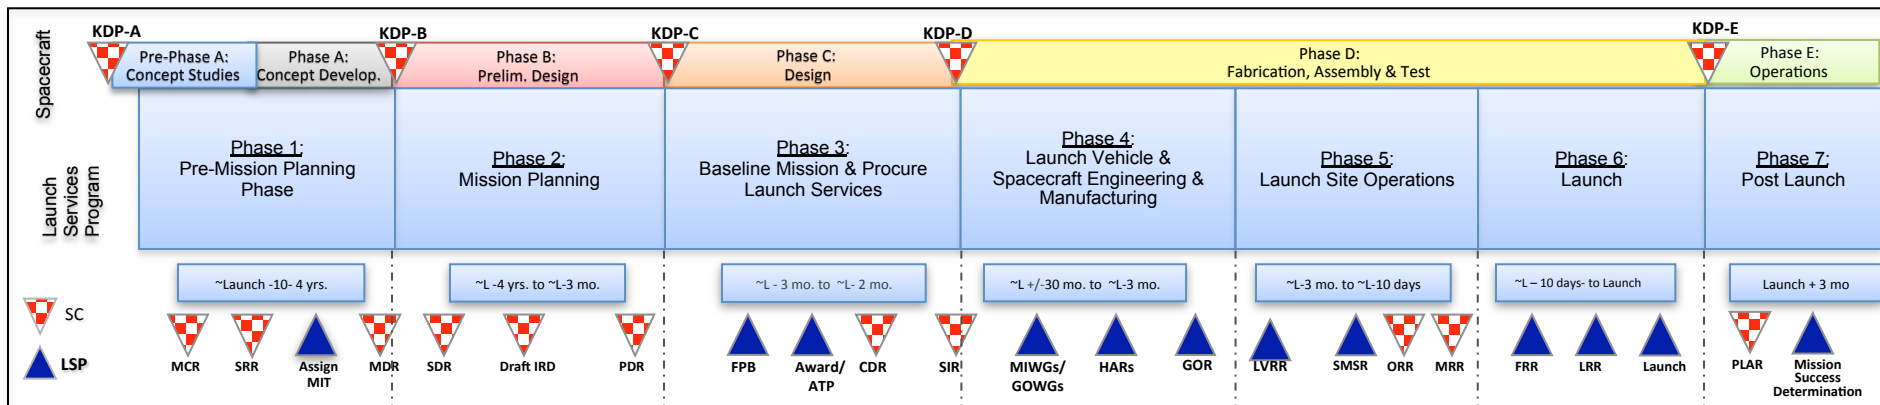 KDP-A
KDP-B
KDP-C
KDP-D
KDP-E
Spacecraft
Pre-Phase A:
Concept Studies
Phase A:
Concept Develop.
Phase B:
Prelim. Design
Phase C:
Design
Phase D:
Fabrication, Assembly & Test
Phase E:
Operations
Launch
Services
Program
Phase 1:
Pre-Mission Planning
Phase
Phase 2:
Mission Planning
Phase 3:
Baseline Mission & Procure
Launch Services
Phase 4:
Launch Vehicle &
Spacecraft Engineering &
Manufacturing
Phase 5:
Launch Site Operations
Phase 6:
Launch
Phase 7:
Post Launch
~Launch -10- 4 yrs.
~L -4 yrs. to ~L-3 mo.
~L - 3 mo. to ~L- 2 mo.
~L +/-30 mo. to ~L-3 mo.
~L-3 mo to ~L-10 days
~L – 10 days- to Launch
Launch + 3 mo
SC
LSP
MCR
SRR
Assign
MIT
MDR
SDR
Draft IRD
PDR
FPB
Award/
ATP
CDR
SIR
MIWGs/
GOWGs
HARs
GOR
LVRR
SMSR
ORR
MRR
FRR
LRR
Launch
PLAR
Mission
Success
Determination